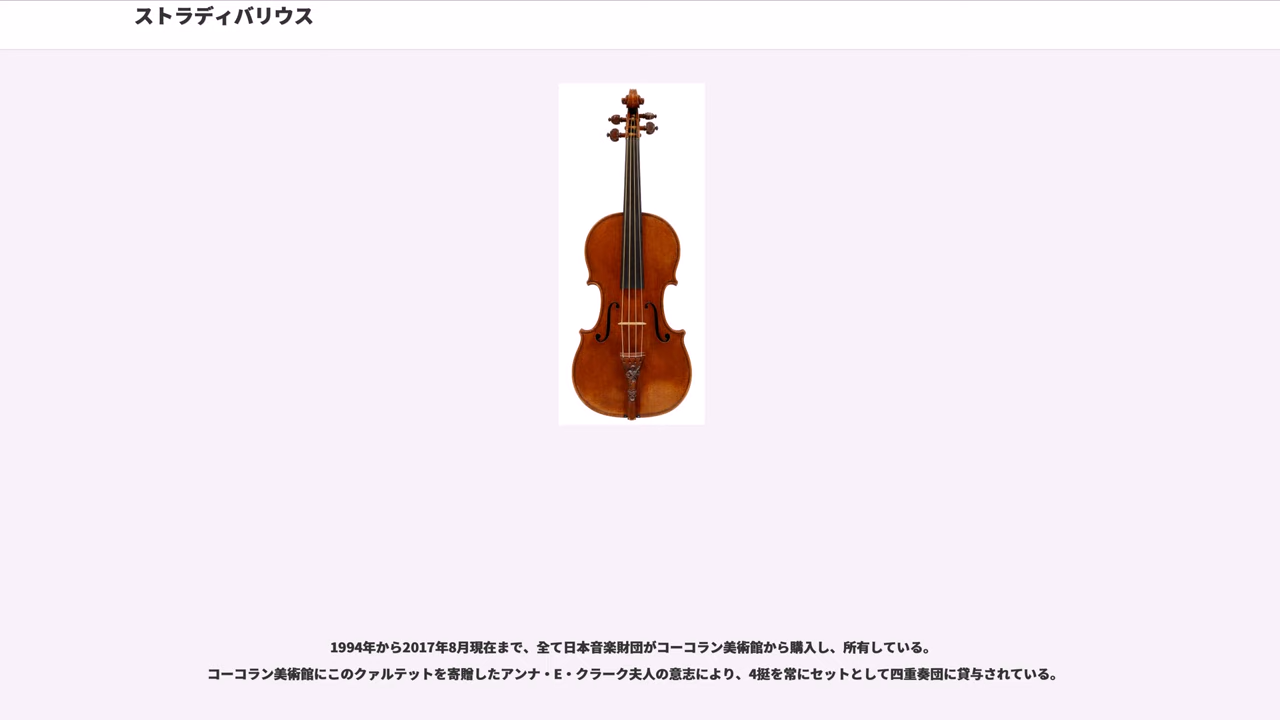 ストラディバリウス
1994年から2017年8月現在まで、全て日本音楽財団がコーコラン美術館から購入し、所有している。
コーコラン美術館にこのクァルテットを寄贈したアンナ・E・クラーク夫人の意志により、4挺を常にセットとして四重奏団に貸与されている。